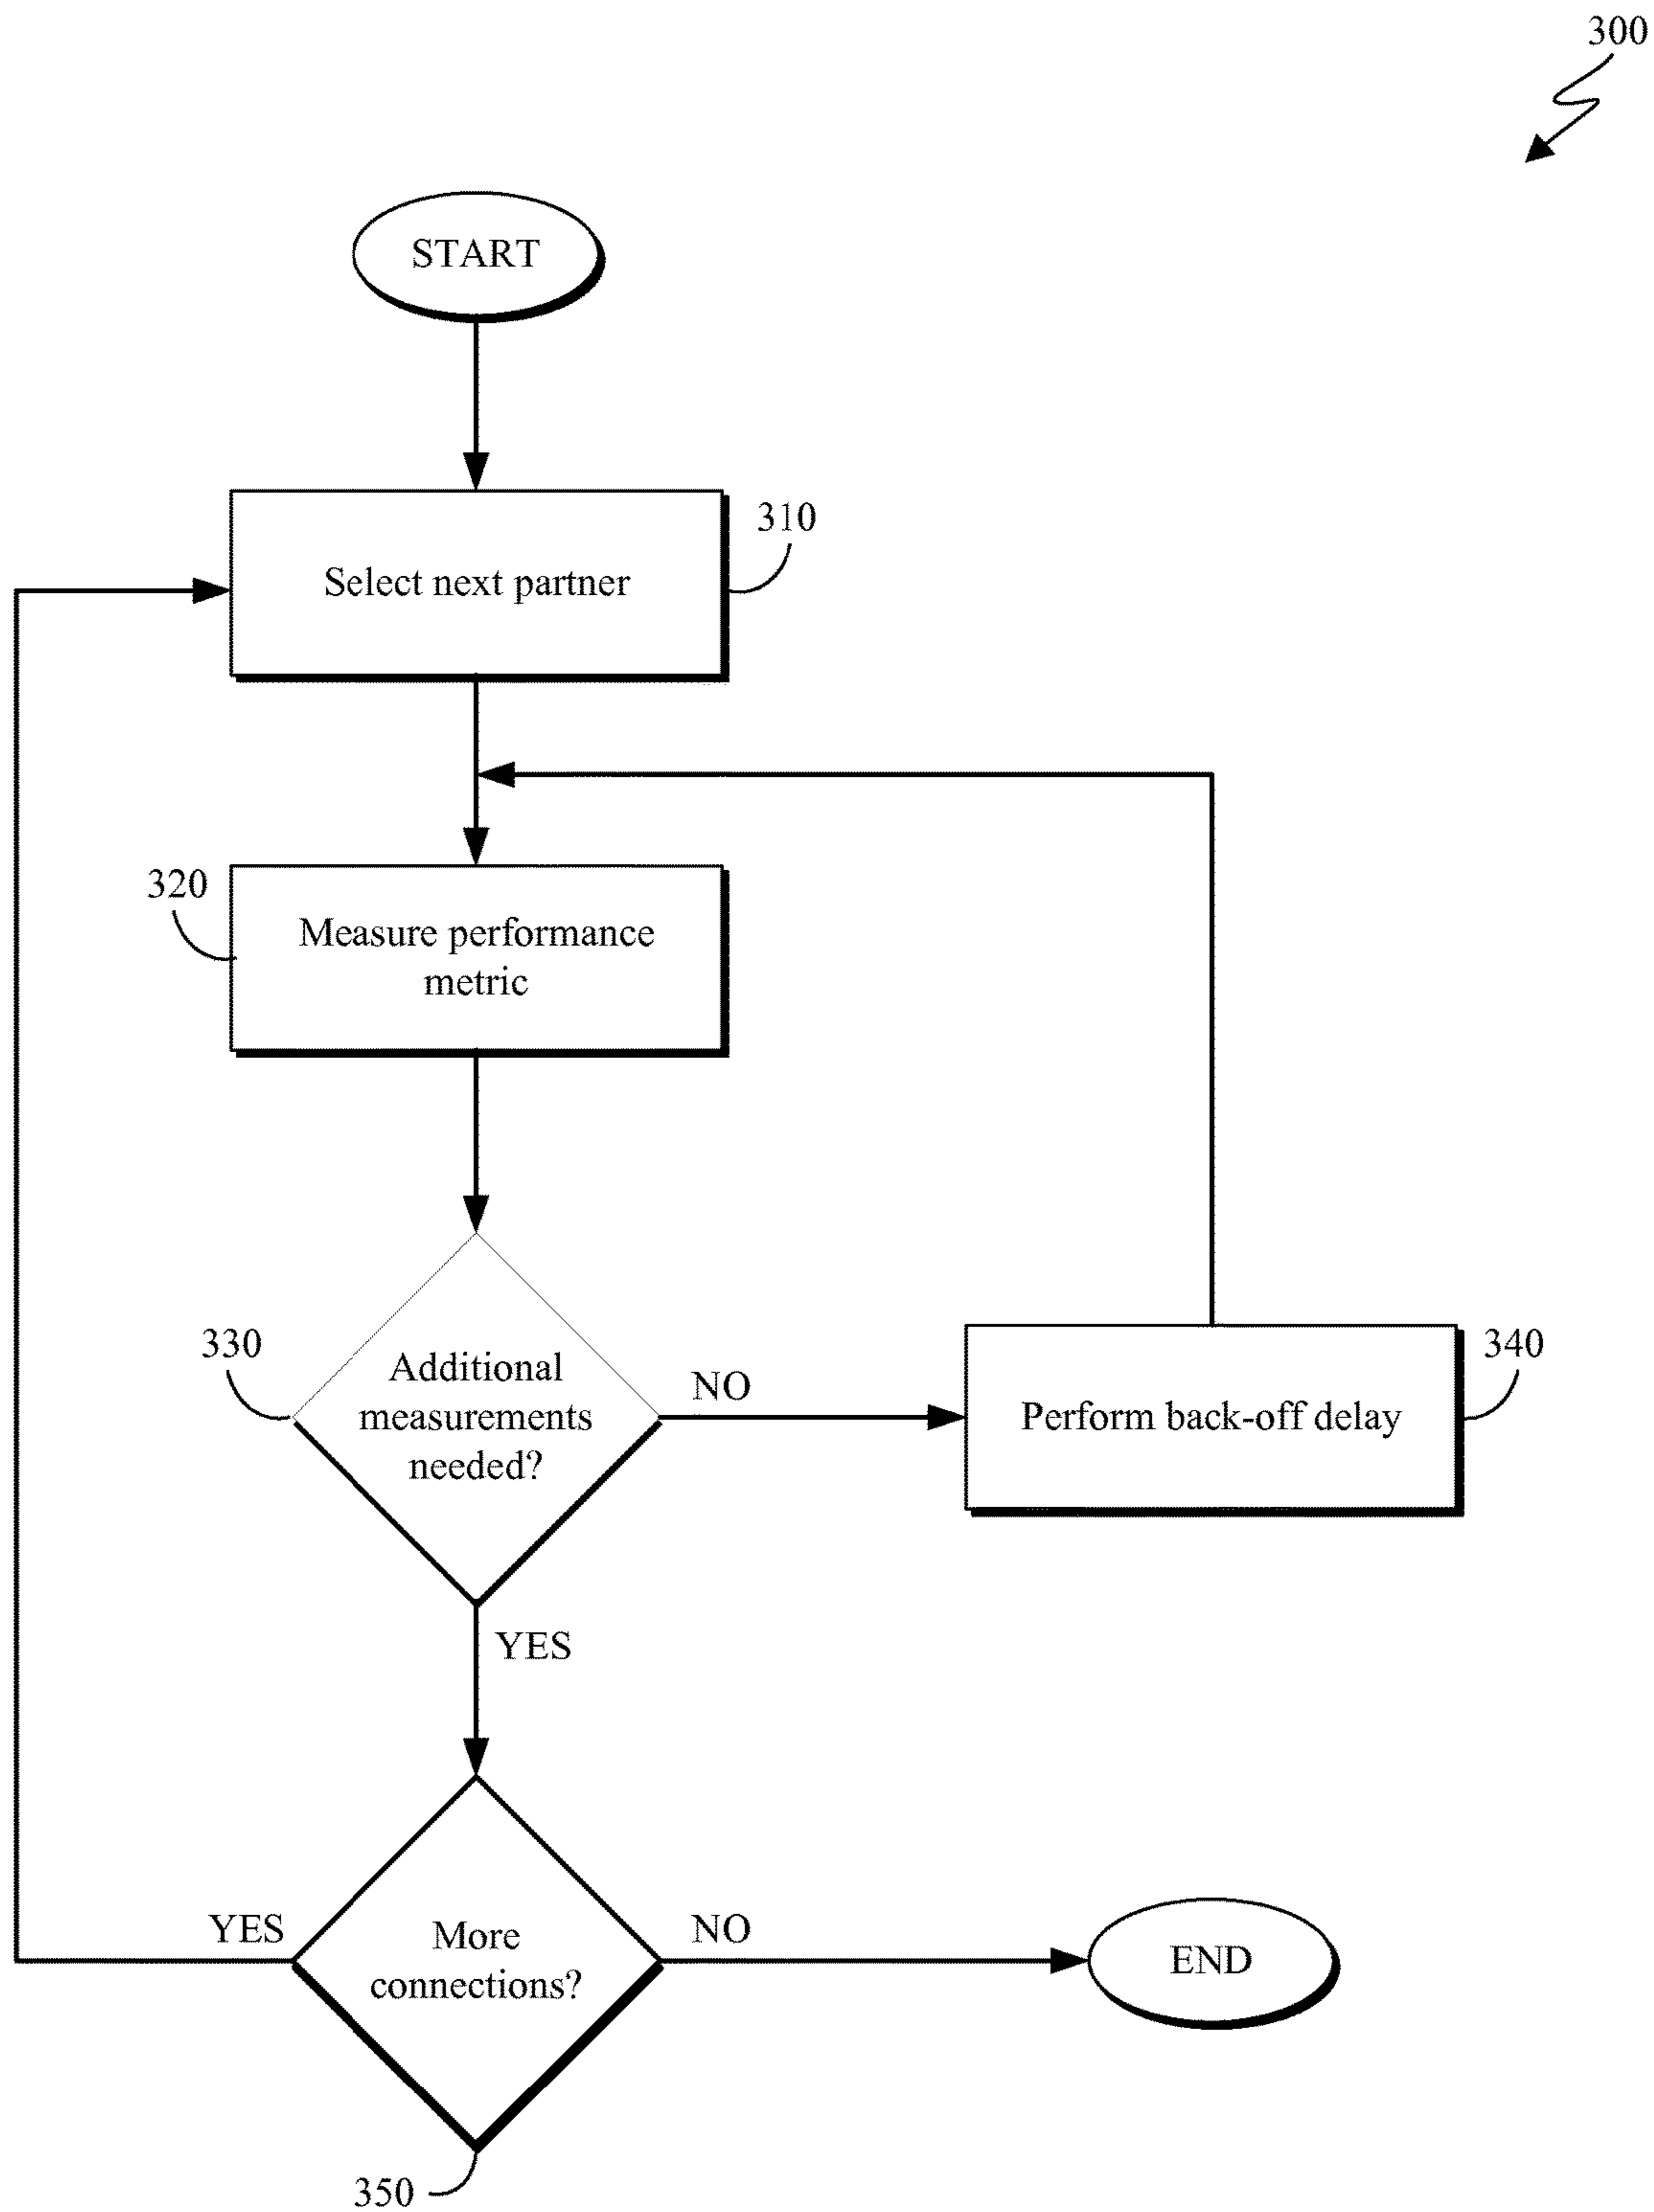 300
START
310
Select next partner
320
Measure performance
metric
330
Additional
measurements
needed?
NO
340
Perform back-off delay
YES
YES
More
connections?
NO
END
350